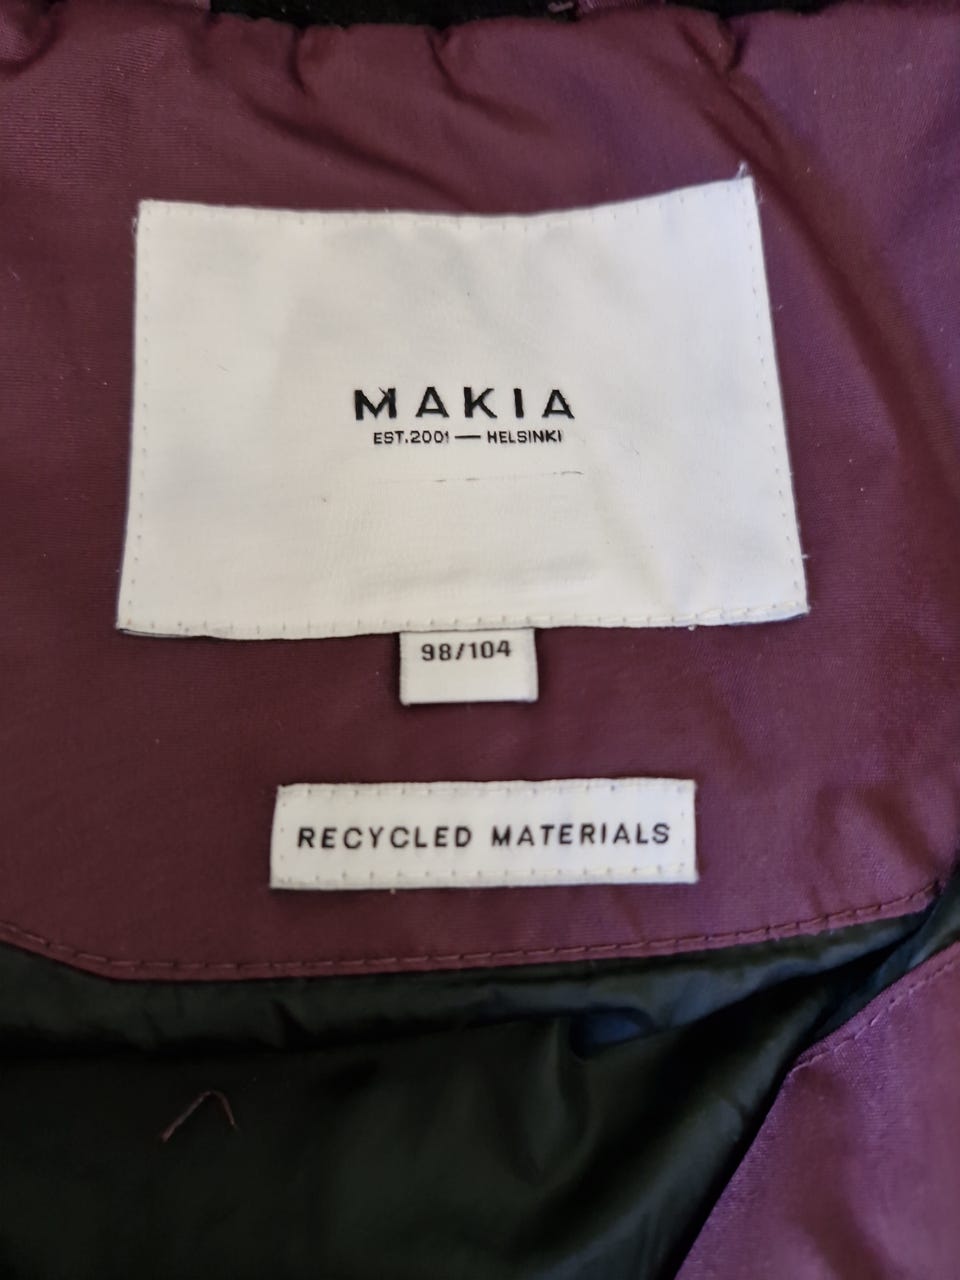 MAKIA
EST.2001 — HELSINKI
98/104
RECYCLED MATERIALS